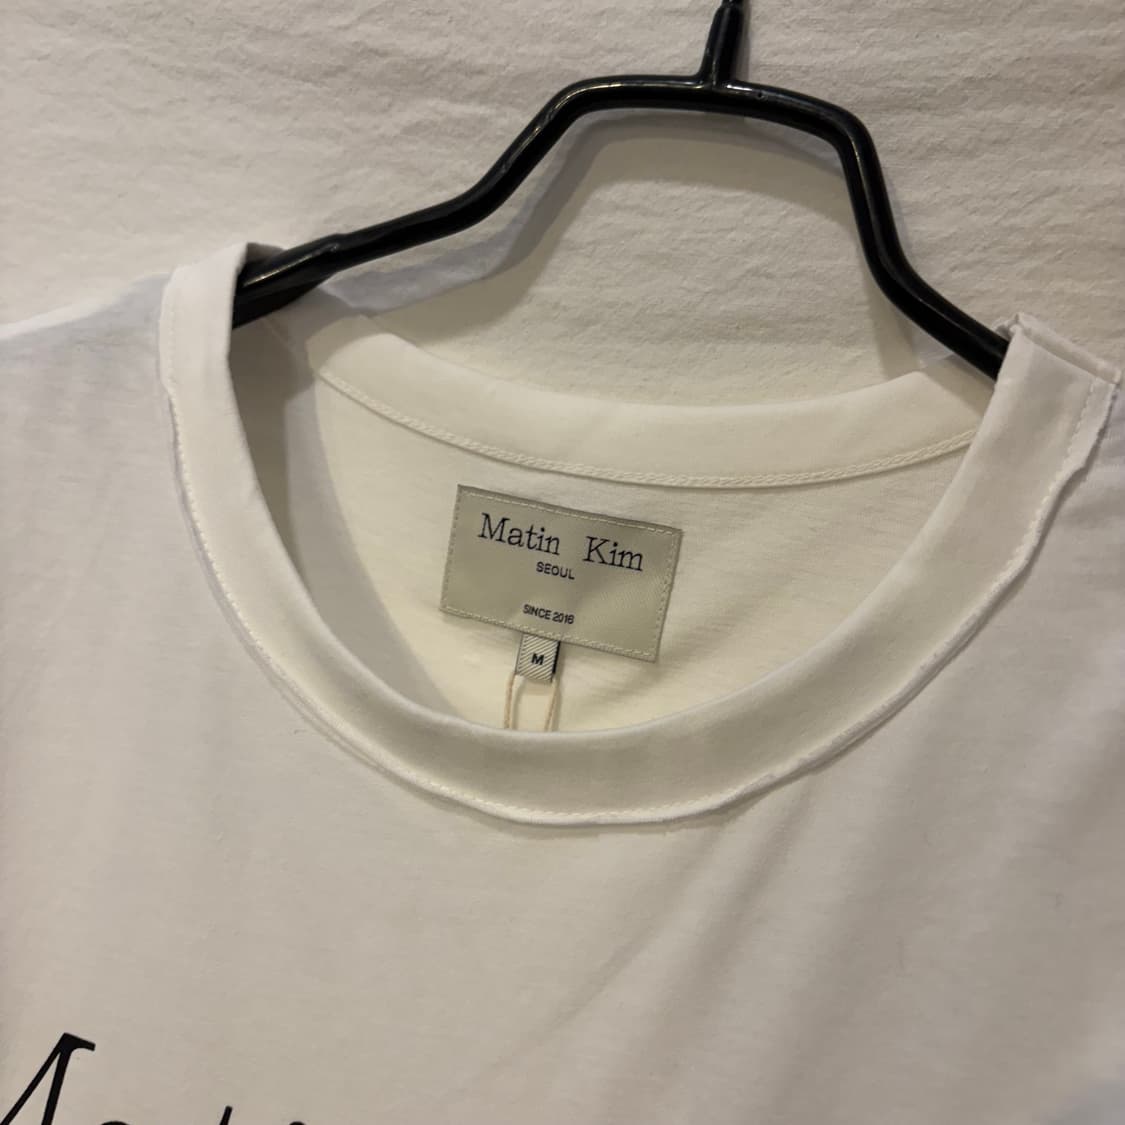 Matin Kim
SEOUL
SINCE 2016
M